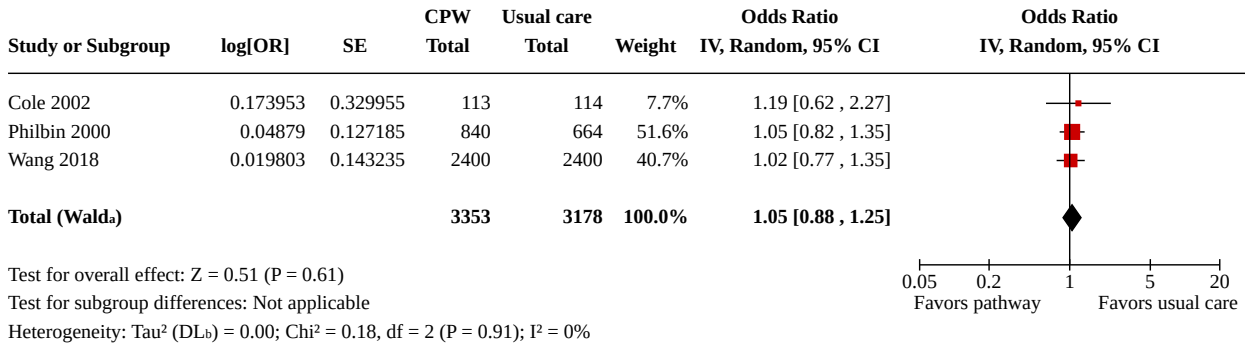 CPW Usual care Odds Ratio Odds Ratio
Study or Subgroup log[OR] SE Total Total Weight IV, Random, 95% CI IV, Random, 95% CI
Cole 2002 0.173953 0.329955 113 114 7.7% 1.19 [0.62 , 2.27]
Philbin 2000 0.04879 0.127185 840 664 51.6% 1.05 [0.82 , 1.35]
Wang 2018 0.019803 0.143235 2400 2400 40.7% 1.02 [0.77 , 1.35]
Total (Walda) 3353 3178 100.0% 1.05 [0.88 , 1.25]
Test for overall effect: Z = 0.51 (P = 0.61)
Test for subgroup differences: Not applicable
Heterogeneity: Tau² (DLb) = 0.00; Chi² = 0.18, df = 2 (P = 0.91); I² = 0%
0.05 0.2 1 5 20
Favors pathway Favors usual care